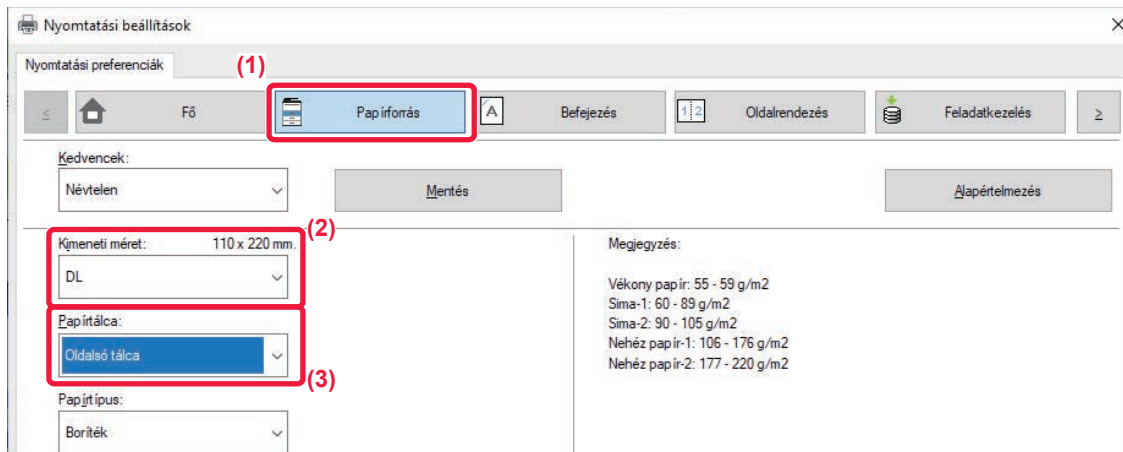 Nyomtatási beállítások
Nyomtatási preferenciák
(1)
≤ Fő Papírforrás A Befejezés 1 2 Oldalrendezés Feladatkezelés ≥
Kedvencek:
Névtelen Mentés Alapértelmezés
(2)
Kimeneti méret: 110 x 220 mm. Megjegyzés:
DL
Vékony papír: 55 - 59 g/m2
Sima-1: 60 - 89 g/m2
Papírtálca: Sima-2: 90 - 105 g/m2
Nehéz papír-1: 106 - 176 g/m2
Oldalsó tálca Nehéz papír-2: 177 - 220 g/m2
(3)
Papírtípus:
Boríték